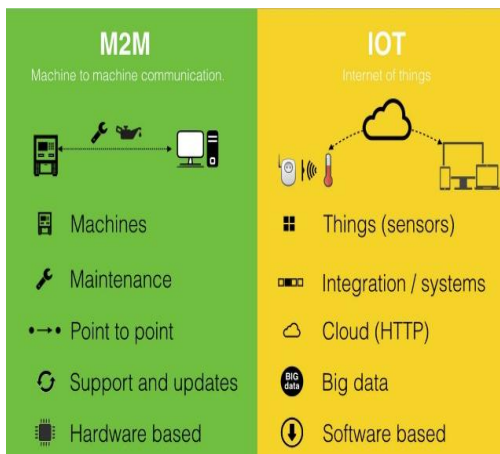 M2M
Machine to machine communication.
Machines
Maintenance
Point to point
Support and updates
Hardware based
IOT
Internet of things
Things (sensors)
Integration / systems
Cloud (HTTP)
BIG
data
Big data
Software based